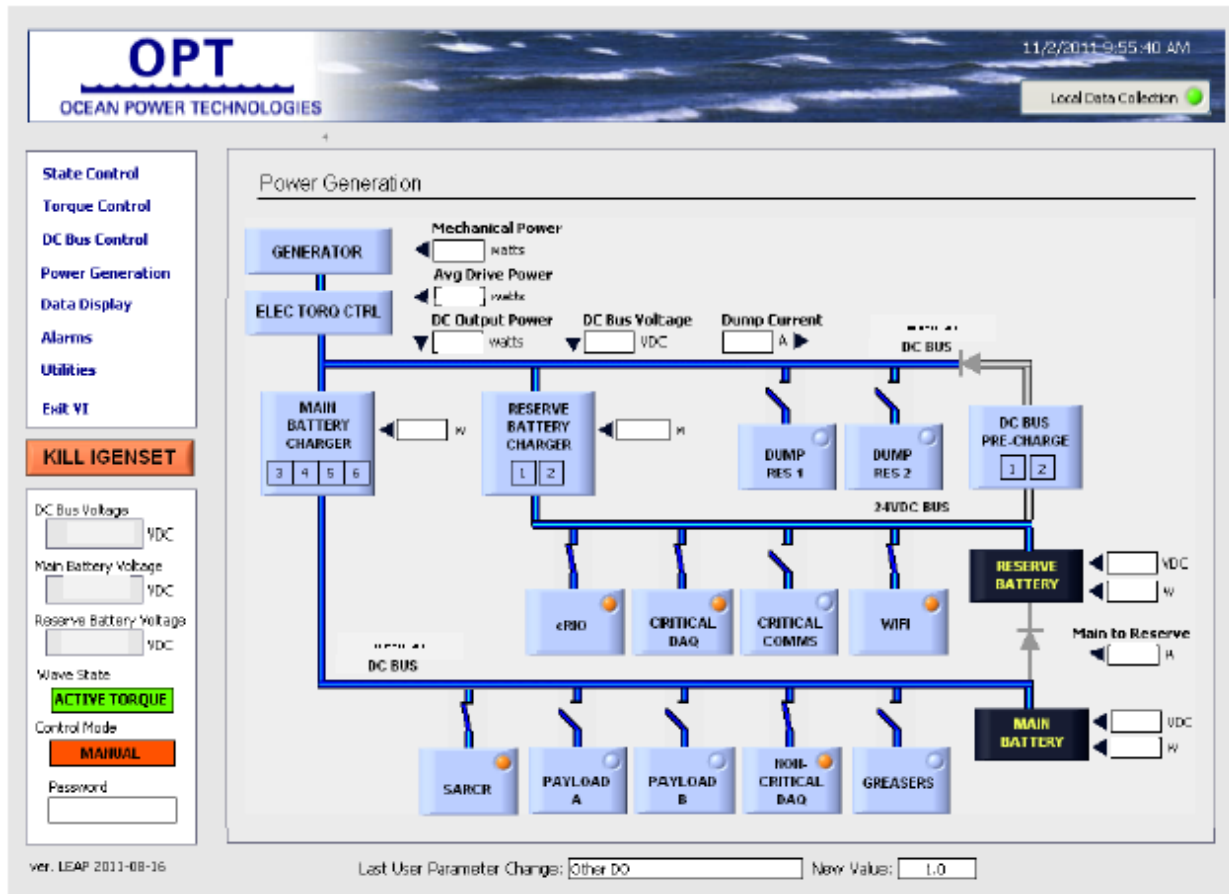 OPT
OCEAN POWER TECHNOLOGIES
11/2/2011 9:55:40 AM
Local Data Collection
State Control
Torque Control
DC Bus Control
Power Generation
Data Display
Alarms
Utilities
Exit VI
KILL IGENSET
DC Bus Voltage
VDC
Main Battery Voltage
VDC
Reserve Battery Voltage
VDC
Wave State
ACTIVE TORQUE
Control Mode
MANUAL
Password
Power Generation
GENERATOR
Mechanical Power
watts
ELEC TORQ CTRL
Avg Drive Power
watts
DC Output Power
watts
DC Bus Voltage
VDC
Dump Current
A
DC BUS
MAIN
BATTERY
CHARGER
3 4 5 6
W
RESERVE
BATTERY
CHARGER
1 2
DUMP
RES 1
DUMP
RES 2
DC BUS
PRE-CHARGE
1 2
24VDC BUS
cRIO
CRITICAL
DAQ
CRITICAL
COMMS
WIFI
RESERVE
BATTERY
VDC
W
Main to Reserve
DC BUS
SARCR
PAYLOAD
A
PAYLOAD
B
NON-
CRITICAL
DAQ
GREASERS
MAIN
BATTERY
VDC
W
ver. LEAP 2011-08-16
Last User Parameter Change: Other DO New Value: 1.0